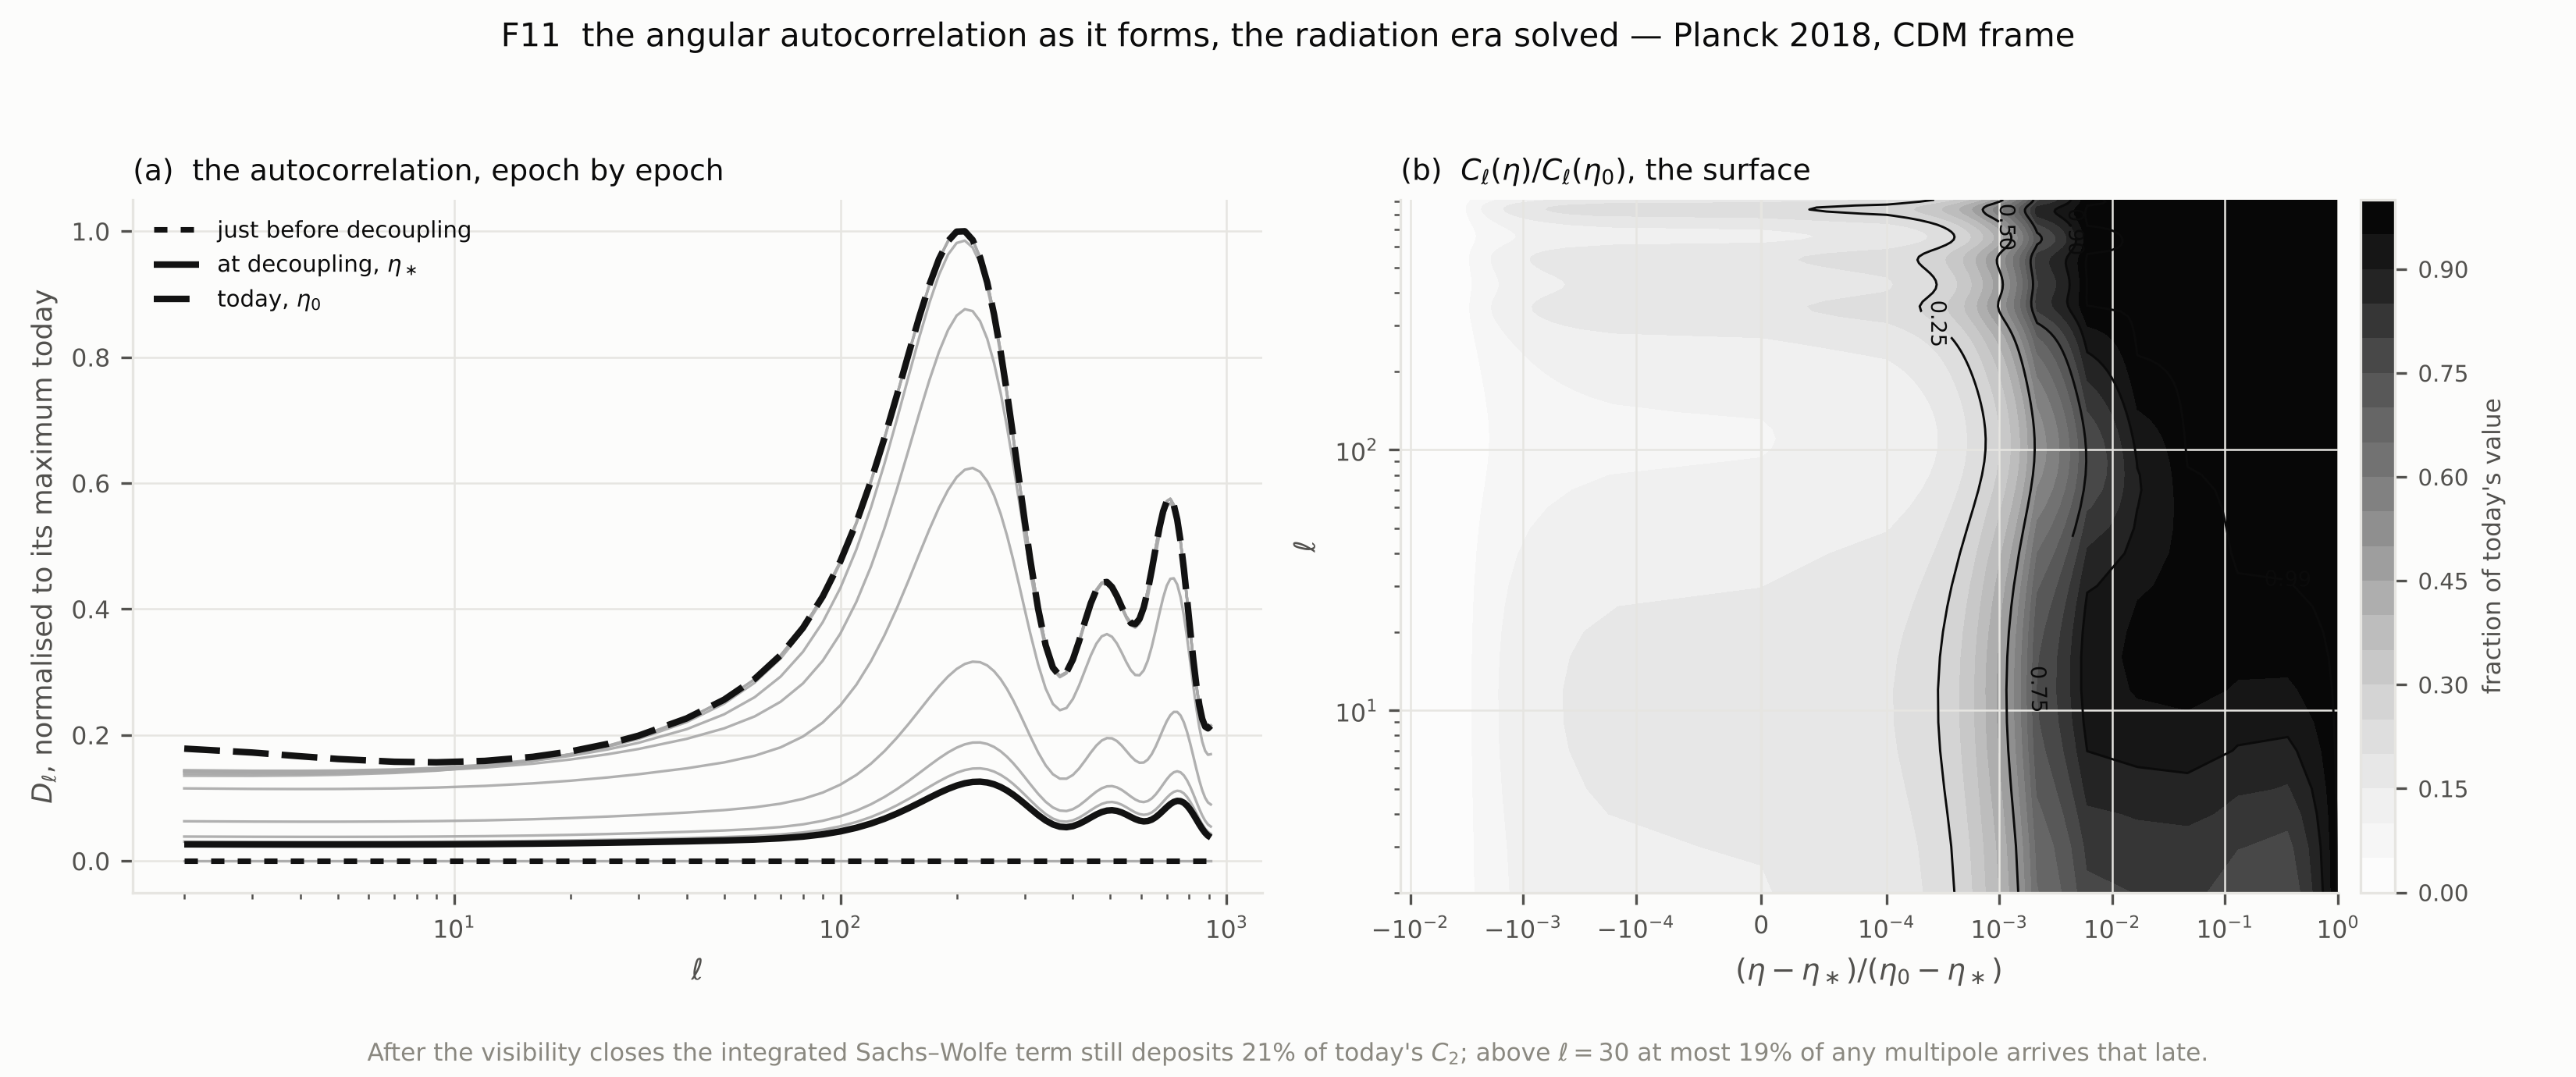 F11 the angular autocorrelation as it forms, the radiation era solved — Planck 2018, CDM frame
(a) the autocorrelation, epoch by epoch
just before decoupling
at decoupling, η∗
today, η₀
1.0
0.8
0.6
0.4
0.2
0.0
10¹
10²
10³
ℓ
Dℓ, normalised to its maximum today
(b) Cℓ(η)/Cℓ(η₀), the surface
10²
10¹
ℓ
0.25
0.50
0.75
0.90
0.99
−10⁻²
−10⁻³
−10⁻⁴
0
10⁻⁴
10⁻³
10⁻²
10⁻¹
10⁰
(η − η∗)/(η₀ − η∗)
0.90
0.75
0.60
0.45
0.30
0.15
0.00
fraction of today's value
After the visibility closes the integrated Sachs–Wolfe term still deposits 21% of today's C₂; above ℓ = 30 at most 19% of any multipole arrives that late.